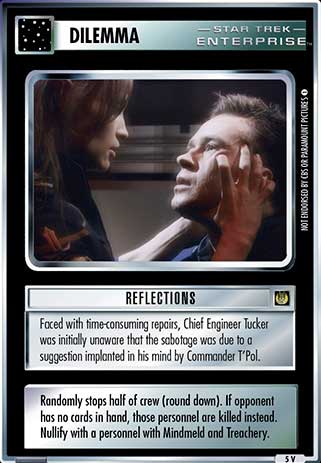 DILEMMA
STAR TREK
ENTERPRISE™
NOT ENDORSED BY CBS OR PARAMOUNT PICTURES
REFLECTIONS
Faced with time-consuming repairs, Chief Engineer Tucker
was initially unaware that the sabotage was due to a
suggestion implanted in his mind by Commander T'Pol.
Randomly stops half of crew (round down). If opponent
has no cards in hand, those personnel are killed instead.
Nullify with a personnel with Mindmeld and Treachery.
5 V